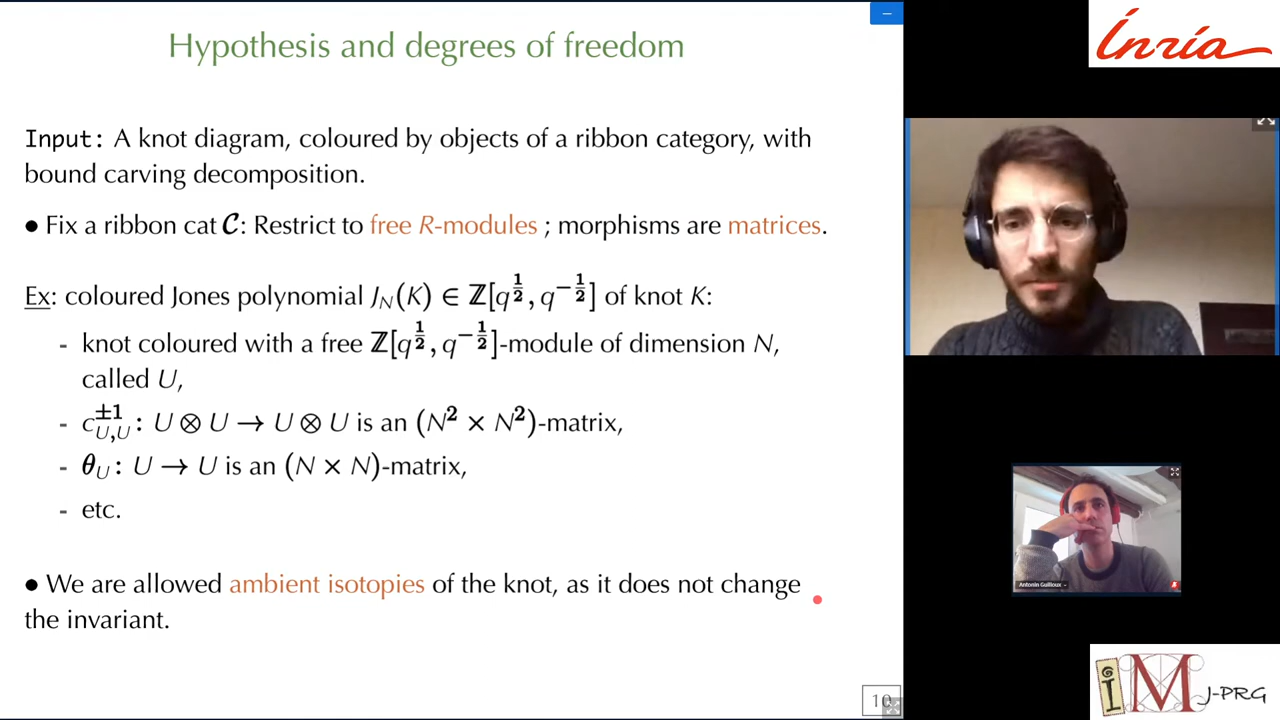 Hypothesis and degrees of freedom
Input: A knot diagram, coloured by objects of a ribbon category, with
bound carving decomposition.
• Fix a ribbon cat 𝓒: Restrict to free R-modules ; morphisms are matrices.
Ex: coloured Jones polynomial J_N(K) ∈ ℤ[q^{1/2}, q^{-1/2}] of knot K:
- knot coloured with a free ℤ[q^{1/2}, q^{-1/2}]-module of dimension N,
called U,
- c^{±1}_{U,U} : U ⊗ U → U ⊗ U is an (N² × N²)-matrix,
- θ_U : U → U is an (N × N)-matrix,
- etc.
• We are allowed ambient isotopies of the knot, as it does not change
the invariant.
10
Inria
Antonin Guilloux
iMJ-PRG